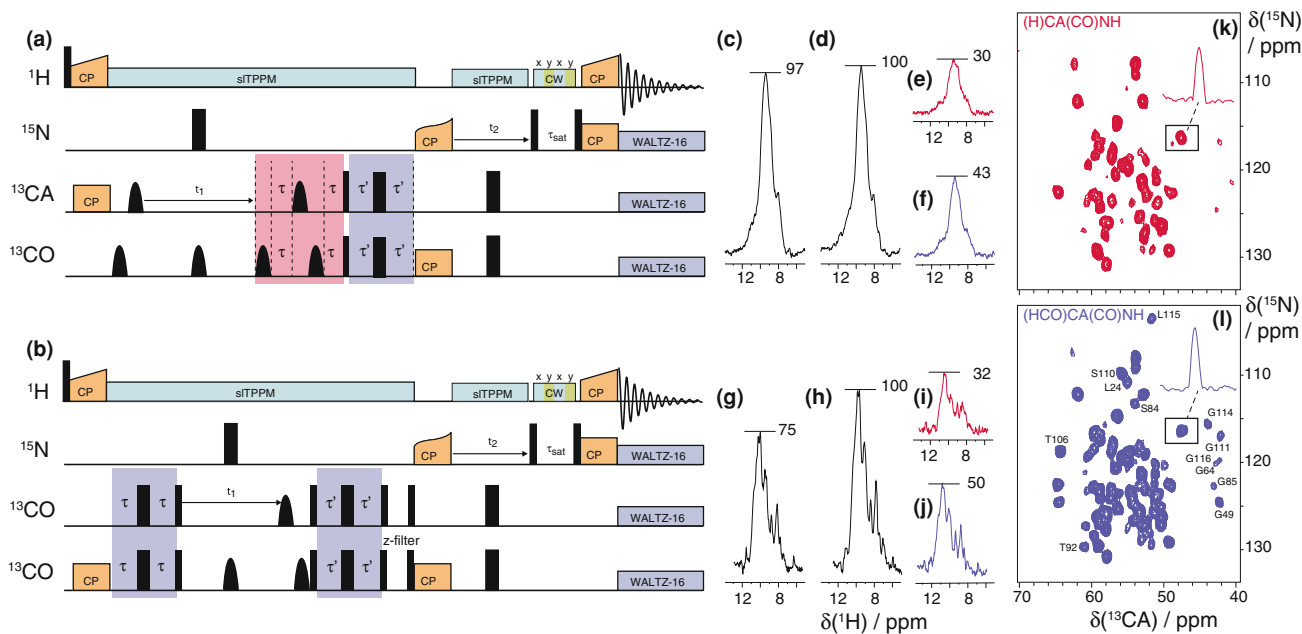 (a)
1H
CP
slTPPM
slTPPM
x y x y
CW
CP
15N
CP
t2
τsat
CP
WALTZ-16
13CA
CP
t1
τ
τ
τ'
τ'
WALTZ-16
13CO
τ
τ
τ'
τ'
CP
WALTZ-16
(b)
1H
CP
slTPPM
slTPPM
x y x y
CW
CP
15N
CP
t2
τsat
CP
WALTZ-16
13CO
τ
τ
t1
τ'
τ'
WALTZ-16
z-filter
13CO
CP
τ
τ
τ'
τ'
CP
WALTZ-16
(c)
97
12 8
(d)
100
12 8
(e)
30
12 8
(f)
43
12 8
(g)
75
12 8
(h)
100
12 8
(i)
32
12 8
(j)
50
12 8
δ(1H) / ppm
(H)CA(CO)NH
(k)
δ(15N)
/ ppm
110
120
130
(HCO)CA(CO)NH
(l)
δ(15N)
/ ppm
L115
S110
L24
S84
G114
T106
G111
G116
G64
G85
G49
T92
110
120
130
70 60 50 40
δ(13CA) / ppm